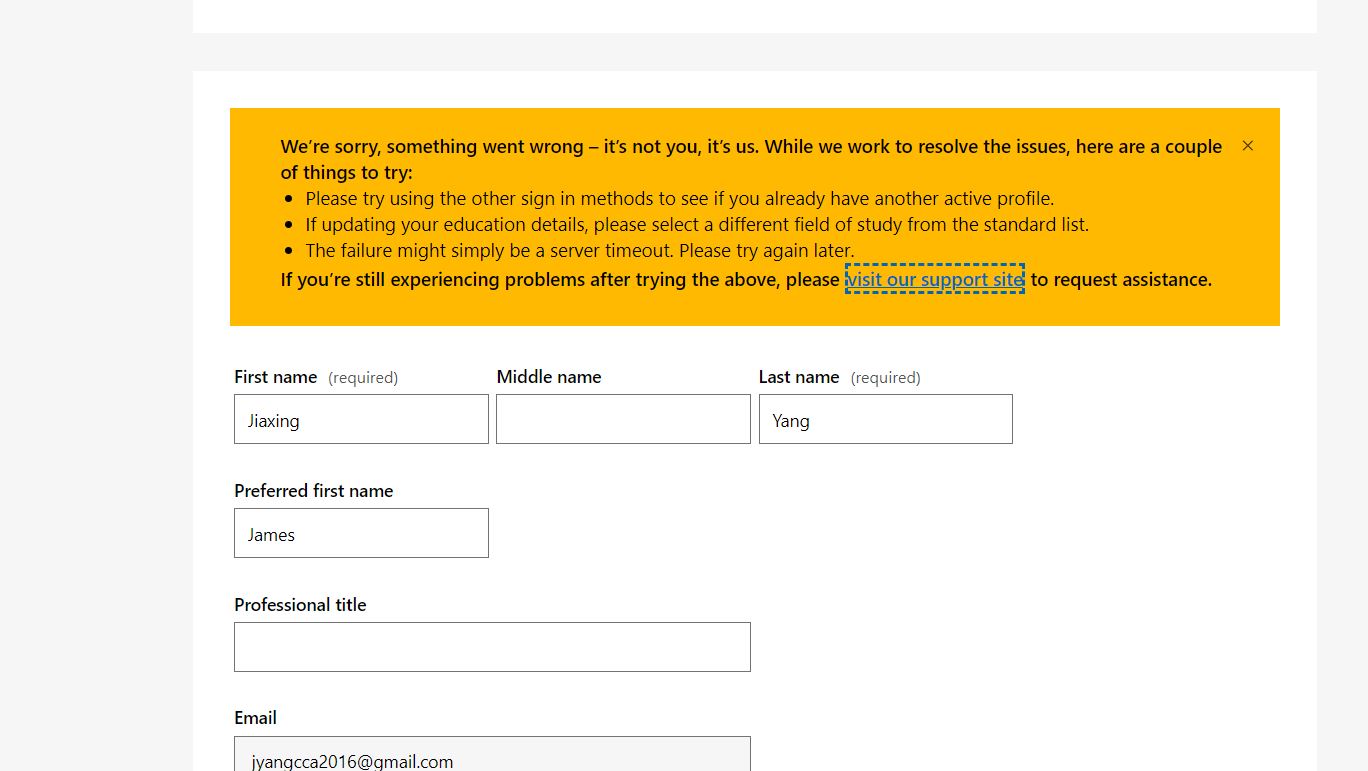 We’re sorry, something went wrong – it’s not you, it’s us. While we work to resolve the issues, here are a couple
of things to try:
• Please try using the other sign in methods to see if you already have another active profile.
• If updating your education details, please select a different field of study from the standard list.
• The failure might simply be a server timeout. Please try again later.
If you’re still experiencing problems after trying the above, please visit our support site to request assistance.
First name (required) Middle name Last name (required)
Jiaxing Yang
Preferred first name
James
Professional title
Email
jyangcca2016@gmail.com